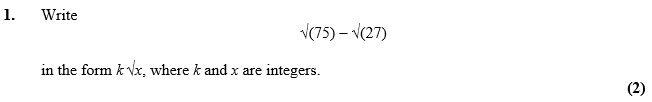 1. Write
√(75) – √(27)
in the form k √x, where k and x are integers.
(2)